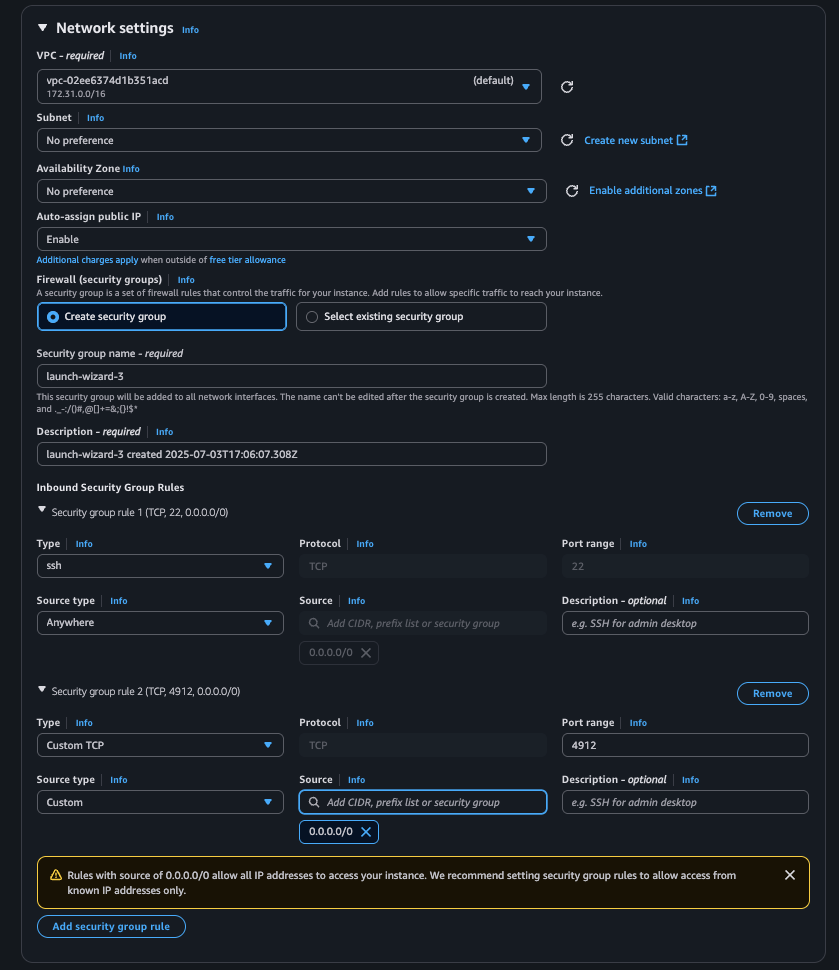 Network settings Info
VPC - required Info
vpc-02ee6374d1b351acd (default)
172.31.0.0/16
Subnet Info
No preference
Create new subnet
Availability Zone Info
No preference
Enable additional zones
Auto-assign public IP Info
Enable
Additional charges apply when outside of free tier allowance
Firewall (security groups) Info
A security group is a set of firewall rules that control the traffic for your instance. Add rules to allow specific traffic to reach your instance.
Create security group
Select existing security group
Security group name - required
launch-wizard-3
This security group will be added to all network interfaces. The name can't be edited after the security group is created. Max length is 255 characters. Valid characters: a-z, A-Z, 0-9, spaces,
and ._-:/()#,@[]+=&;{}!$*
Description - required Info
launch-wizard-3 created 2025-07-03T17:06:07.308Z
Inbound Security Group Rules
Security group rule 1 (TCP, 22, 0.0.0.0/0)
Remove
Type Info Protocol Info Port range Info
ssh TCP 22
Source type Info Source Info Description - optional Info
Anywhere Add CIDR, prefix list or security group e.g. SSH for admin desktop
0.0.0.0/0
Security group rule 2 (TCP, 4912, 0.0.0.0/0)
Remove
Type Info Protocol Info Port range Info
Custom TCP TCP 4912
Source type Info Source Info Description - optional Info
Custom Add CIDR, prefix list or security group e.g. SSH for admin desktop
0.0.0.0/0
Rules with source of 0.0.0.0/0 allow all IP addresses to access your instance. We recommend setting security group rules to allow access from
known IP addresses only.
Add security group rule